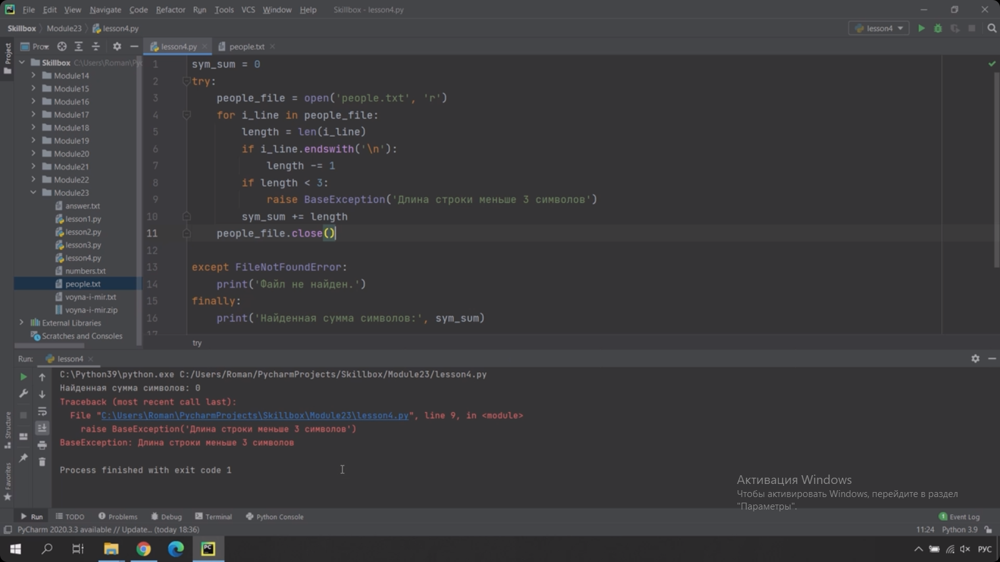 File Edit View Navigate Code Refactor Run Tools VCS Window Help Skillbox - lesson4.py
Skillbox Module23 lesson4.py lesson4
Project
lesson4.py people.txt
Skillbox C:\Users\Roman\Pyc
Module14
Module15
Module16
Module17
Module18
Module19
Module20
Module21
Module22
Module23
answer.txt
lesson1.py
lesson2.py
lesson3.py
lesson4.py
numbers.txt
people.txt
voyna-i-mir.txt
voyna-i-mir.zip
External Libraries
Scratches and Consoles
1 sym_sum = 0
2 try:
3 people_file = open('people.txt', 'r')
4 for i_line in people_file:
5 length = len(i_line)
6 if i_line.endswith('\n'):
7 length -= 1
8 if length < 3:
9 raise BaseException('Длина строки меньше 3 символов')
10 sym_sum += length
11 people_file.close()
12
13 except FileNotFoundError:
14 print('Файл не найден.')
15 finally:
16 print('Найденная сумма символов:', sym_sum)
17
try
Run: lesson4
C:\Python39\python.exe C:/Users/Roman/PycharmProjects/Skillbox/Module23/lesson4.py
Найденная сумма символов: 0
Traceback (most recent call last):
File "C:\Users\Roman\PycharmProjects\Skillbox\Module23\lesson4.py", line 9, in <module>
raise BaseException('Длина строки меньше 3 символов')
BaseException: Длина строки меньше 3 символов
Process finished with exit code 1
Structure
Favorites
Активация Windows
Чтобы активировать Windows, перейдите в раздел
"Параметры".
Run TODO Problems Debug Terminal Python Console 1 Event Log
PyCharm 2020.3.3 available // Update... (today 18:36) 11:24 Python 3.9
РУС